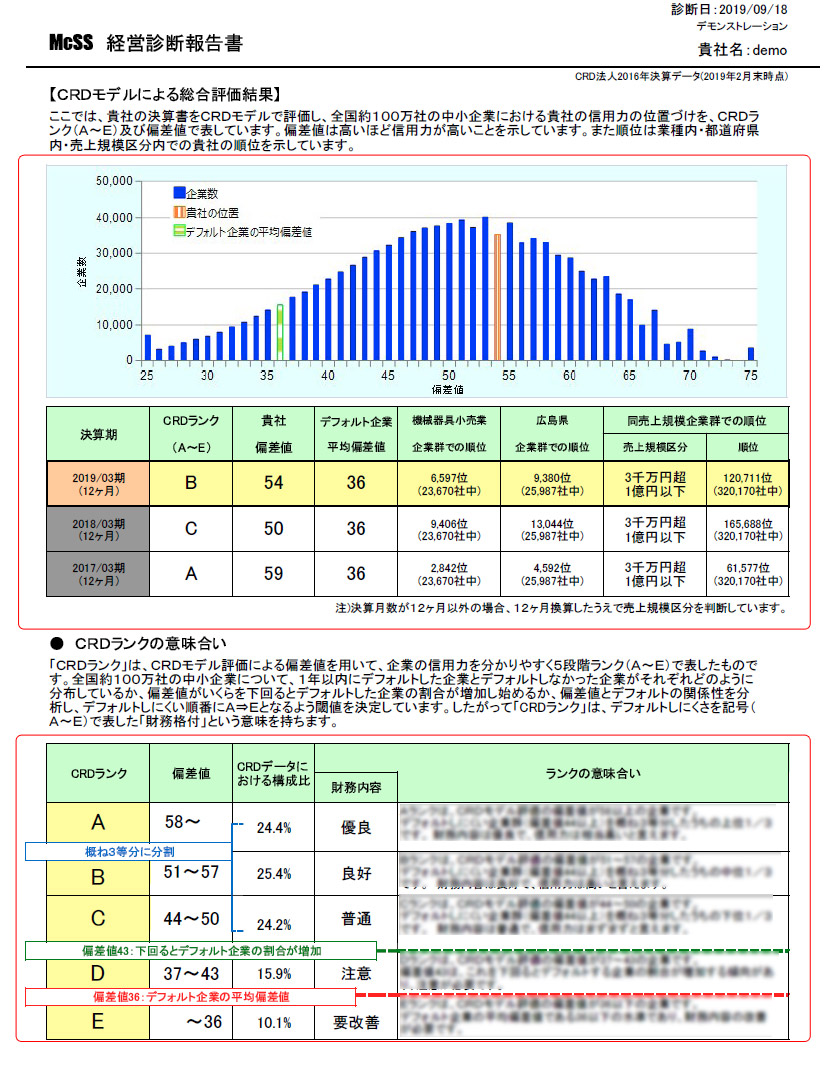 診断日：2019/09/18
デモンストレーション
McSS 経営診断報告書
貴社名：demo
CRD法人2016年決算データ(2019年2月末時点)
【CRDモデルによる総合評価結果】
ここでは、貴社の決算書をCRDモデルで評価し、全国約100万社の中小企業における貴社の信用力の位置づけを、CRDラ
ンク(A～E)及び偏差値で表しています。偏差値は高いほど信用力が高いことを示しています。また順位は業種内・都道府県
内・売上規模区分内での貴社の順位を示しています。
50,000
40,000
30,000
20,000
10,000
0
企業数
企業数
貴社の位置
デフォルト企業の平均偏差値
25 30 35 40 45 50 55 60 65 70 75
偏差値
決算期 CRDランク (A～E) 貴社 偏差値 デフォルト企業 平均偏差値 機械器具小売業 企業群での順位 広島県 企業群での順位 同売上規模企業群での順位
売上規模区分 順位
2019/03期 (12ヶ月) B 54 36 6,597位 (23,670社中) 9,380位 (25,987社中) 3千万円超 1億円以下 120,711位 (320,170社中)
2018/03期 (12ヶ月) C 50 36 9,406位 (23,670社中) 13,044位 (25,987社中) 3千万円超 1億円以下 165,688位 (320,170社中)
2017/03期 (12ヶ月) A 59 36 2,842位 (23,670社中) 4,592位 (25,987社中) 3千万円超 1億円以下 61,577位 (320,170社中)
注)決算月数が12ヶ月以外の場合、12ヶ月換算したうえで売上規模区分を判断しています。
● CRDランクの意味合い
「CRDランク」は、CRDモデル評価による偏差値を用いて、企業の信用力を分かりやすく5段階ランク(A～E)で表したもので
す。全国約100万社の中小企業について、1年以内にデフォルトした企業とデフォルトしなかった企業がそれぞれどのように
分布しているか、偏差値がいくらを下回るとデフォルトした企業の割合が増加し始めるか、偏差値とデフォルトの関係性を分
析し、デフォルトしにくい順番にA⇒Eとなるよう閾値を決定しています。したがって「CRDランク」は、デフォルトしにくさを記号(
A～E)で表した「財務格付」という意味を持ちます。
CRDランク 偏差値 CRDデータに おける構成比 ランクの意味合い
財務内容
A 58～ 24.4% 優良
概ね3等分に分割
B 51～57 25.4% 良好
C 44～50 24.2% 普通
偏差値43：下回るとデフォルト企業の割合が増加
D 37～43 15.9% 注意
偏差値36：デフォルト企業の平均偏差値
E ～36 10.1% 要改善